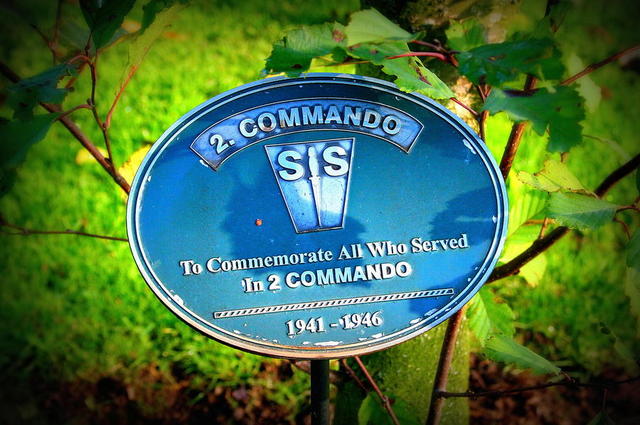 2. COMMANDO
S S
To Commemorate All Who Served
In 2 COMMANDO
1941 - 1946